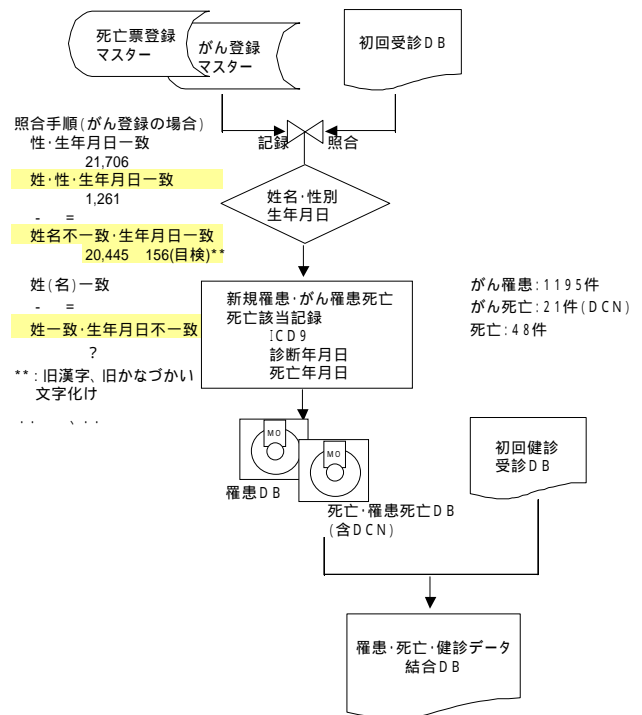 死亡票登録
マスター
がん登録
マスター
初回受診DB
照合手順(がん登録の場合)
性･生年月日一致
21,706
姓･性･生年月日一致
1,261
- =
姓名不一致･生年月日一致
20,445 156(目検)**
姓(名)一致
- =
姓一致･生年月日不一致
?
**:旧漢字、旧かなづかい
文字化け
. . 、. .
記録 照合
姓名･性別
生年月日
新規罹患･がん罹患死亡
死亡該当記録
ICD9
診断年月日
死亡年月日
がん罹患:1195件
がん死亡:21件(DCN)
死亡:48件
MO
MO
罹患DB
死亡･罹患死亡DB
(含DCN)
初回健診
受診DB
罹患･死亡･健診データ
結合DB